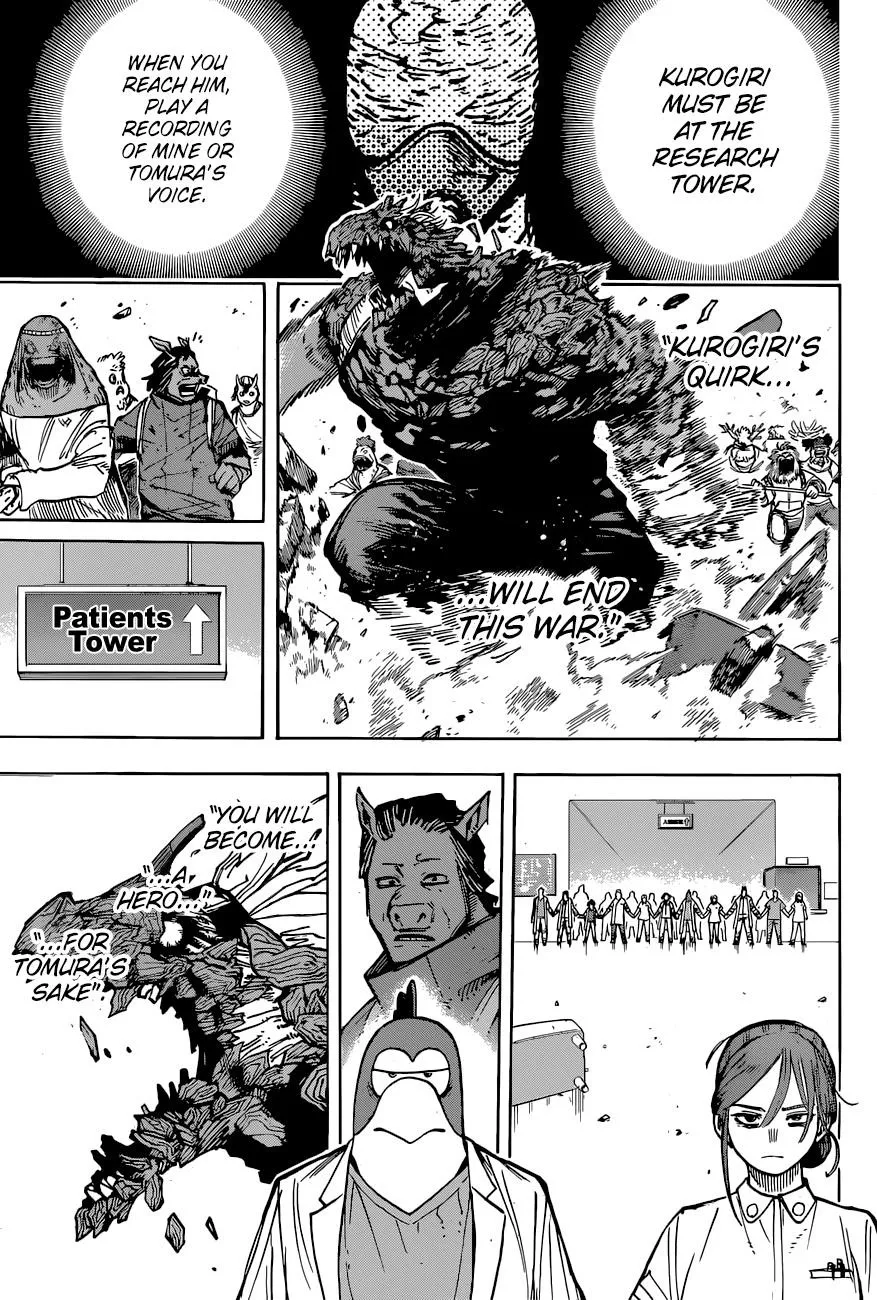 KUROGIRI
MUST BE
AT THE
RESEARCH
TOWER.
WHEN YOU
REACH HIM,
PLAY A
RECORDING
OF MINE OR
TOMURA'S
VOICE.
"KUROGIRI'S
QUIRK...
...WILL END
THIS WAR."
Patients
Tower ↑
"YOU WILL
BECOME..."
"...A
HERO..."
"...FOR
TOMURA'S
SAKE".